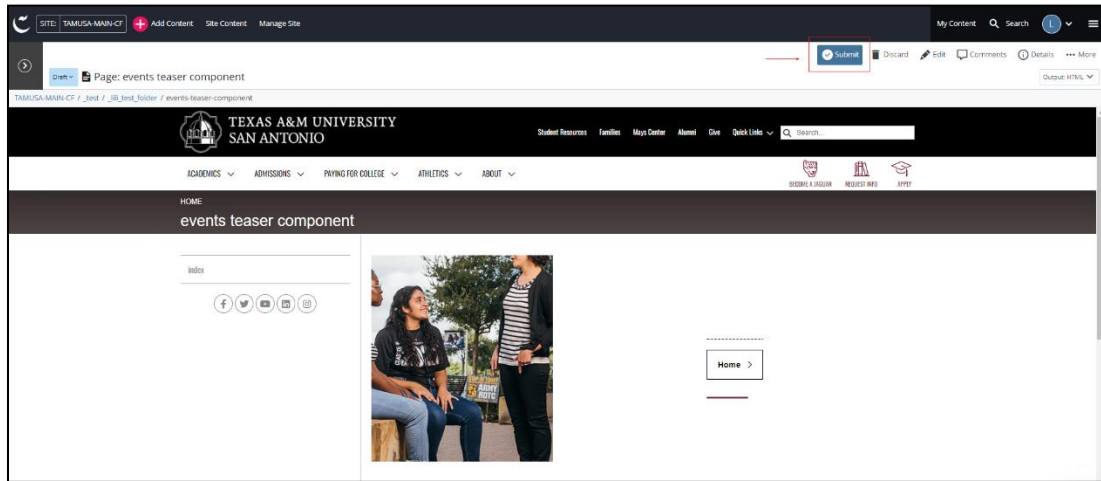 SITE: TAMUSA-MAIN-CF Add Content Site Content Manage Site My Content Search L
Submit Discard Edit Comments Details More
Draft Page: events teaser component Output: HTML
TAMUSA-MAIN-CF / _test / _lili_test_folder / events-teaser-component
TEXAS A&M UNIVERSITY
SAN ANTONIO
Student Resources Families Mays Center Alumni Give Quick Links Search...
ACADEMICS ADMISSIONS PAYING FOR COLLEGE ATHLETICS ABOUT
BECOME A JAGUAR REQUEST INFO APPLY
HOME
events teaser component
index
Home >
ARMY
ROTC